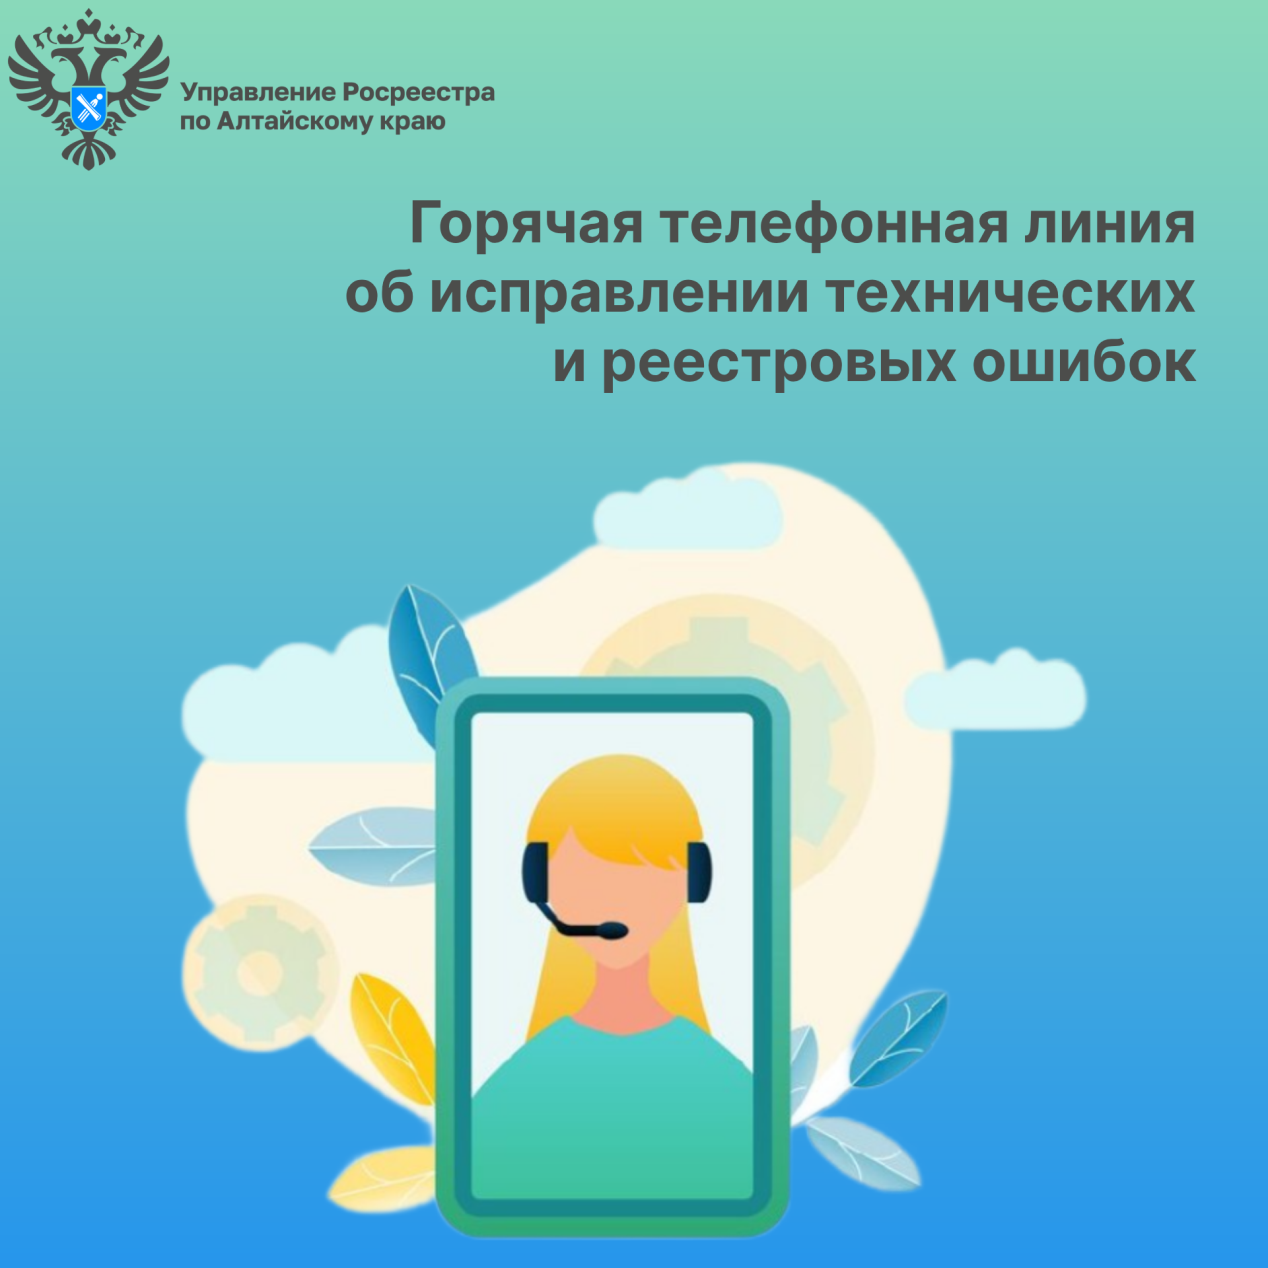 Управление Росреестра
по Алтайскому краю
Горячая телефонная линия
об исправлении технических
и реестровых ошибок